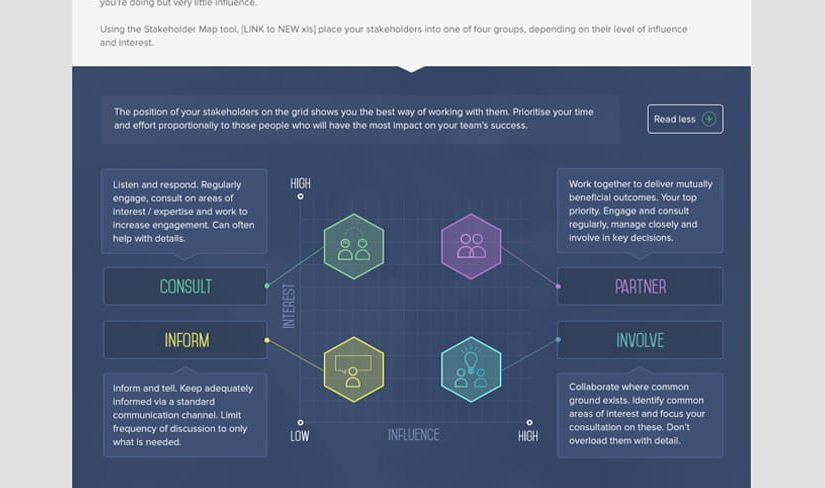 you're doing but very little influence.
Using the Stakeholder Map tool, [LINK to NEW xls] place your stakeholders into one of four groups, depending on their level of influence
and interest.
The position of your stakeholders on the grid shows you the best way of working with them. Prioritise your time
and effort proportionally to those people who will have the most impact on your team's success.
Read less
Listen and respond. Regularly
engage, consult on areas of
interest / expertise and work to
increase engagement. Can often
help with details.
CONSULT
INFORM
Inform and tell. Keep adequately
informed via a standard
communication channel. Limit
frequency of discussion to only
what is needed.
HIGH
INTEREST
LOW
INFLUENCE
HIGH
Work together to deliver mutually
beneficial outcomes. Your top
priority. Engage and consult
regularly, manage closely and
involve in key decisions.
PARTNER
INVOLVE
Collaborate where common
ground exists. Identify common
areas of interest and focus your
consultation on these. Don't
overload them with detail.